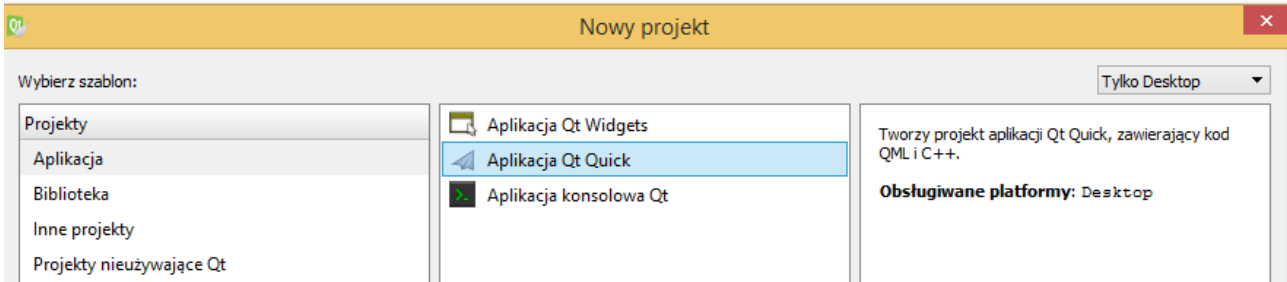 Nowy projekt
Wybierz szablon:
Tylko Desktop
Projekty
Aplikacja
Biblioteka
Inne projekty
Projekty nieużywające Qt
Aplikacja Qt Widgets
Aplikacja Qt Quick
Aplikacja konsolowa Qt
Tworzy projekt aplikacji Qt Quick, zawierający kod
QML i C++.
Obsługiwane platformy: Desktop